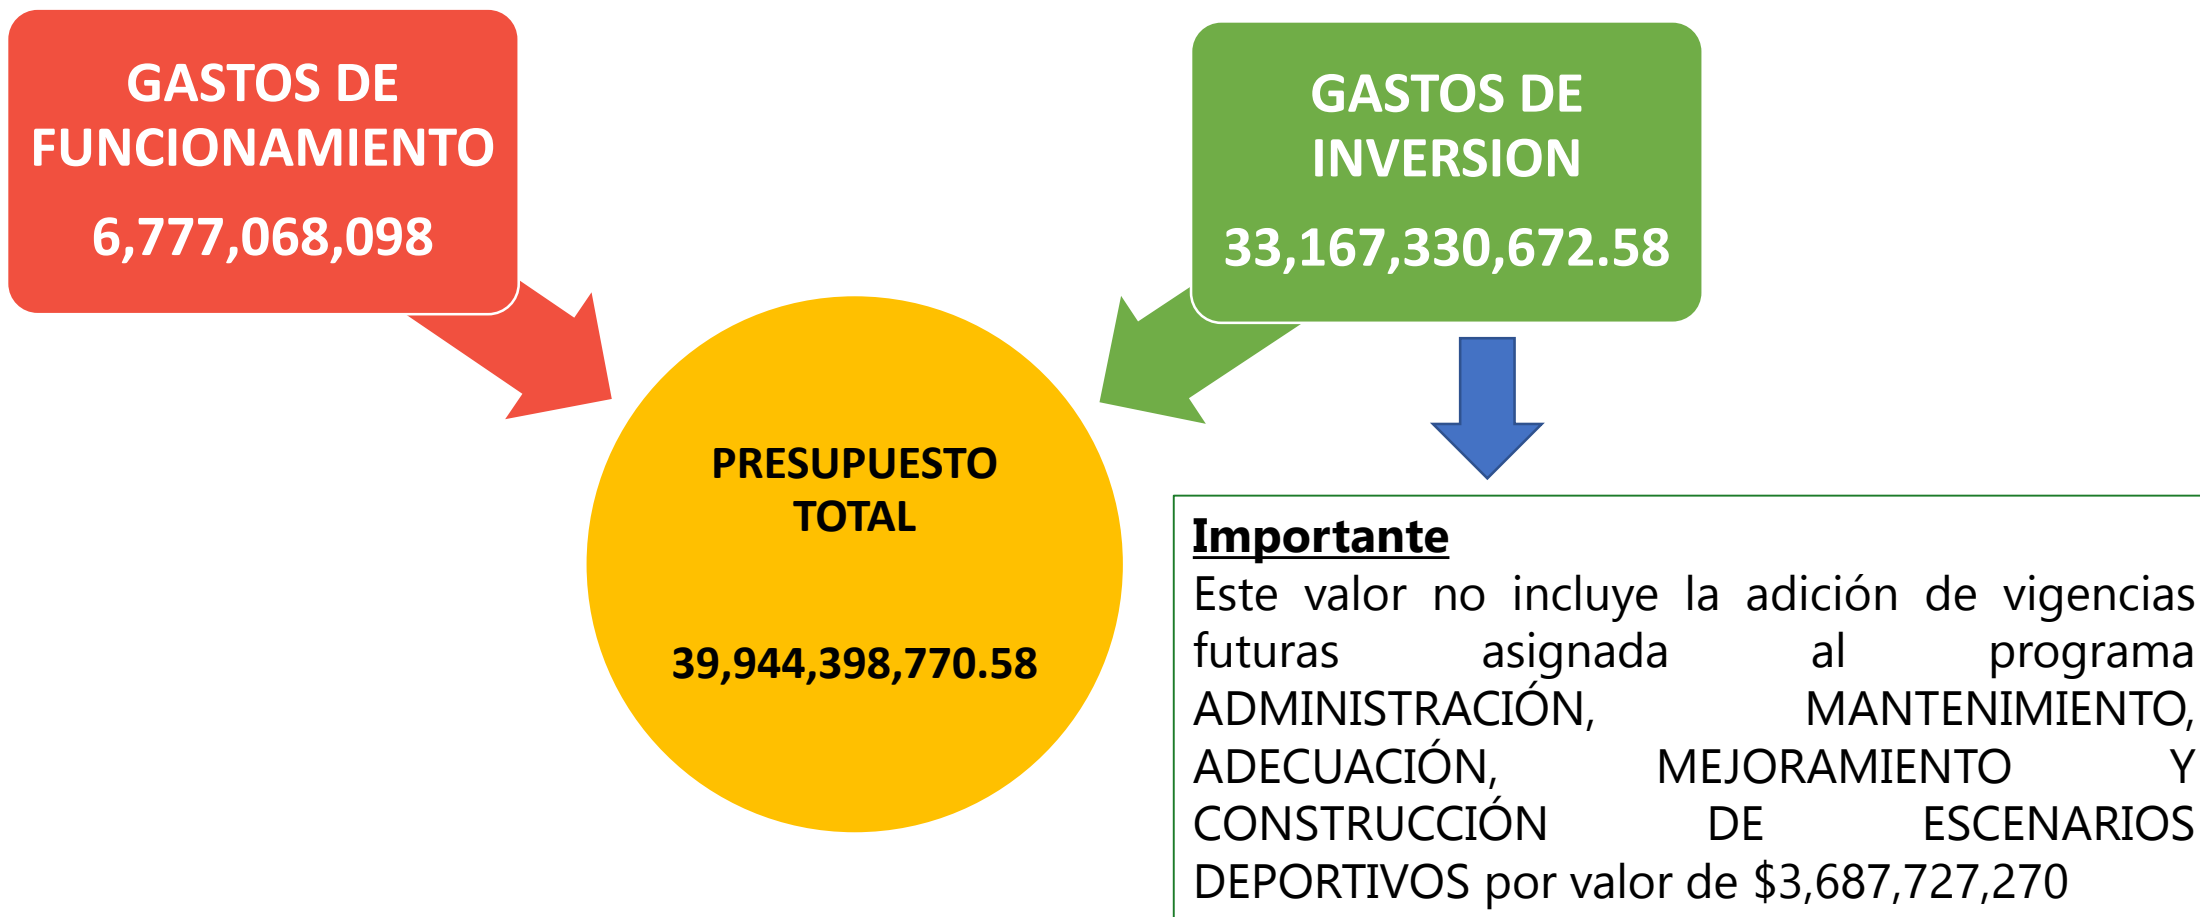 GASTOS DE
FUNCIONAMIENTO
6,777,068,098
GASTOS DE
INVERSION
33,167,330,672.58
PRESUPUESTO
TOTAL
39,944,398,770.58
Importante
Este valor no incluye la adición de vigencias
futuras asignada al programa
ADMINISTRACIÓN, MANTENIMIENTO,
ADECUACIÓN, MEJORAMIENTO Y
CONSTRUCCIÓN DE ESCENARIOS
DEPORTIVOS por valor de $3,687,727,270